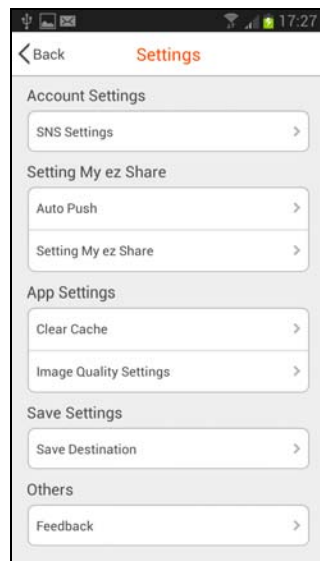 17:27
Back
Settings
Account Settings
SNS Settings
Setting My ez Share
Auto Push
Setting My ez Share
App Settings
Clear Cache
Image Quality Settings
Save Settings
Save Destination
Others
Feedback